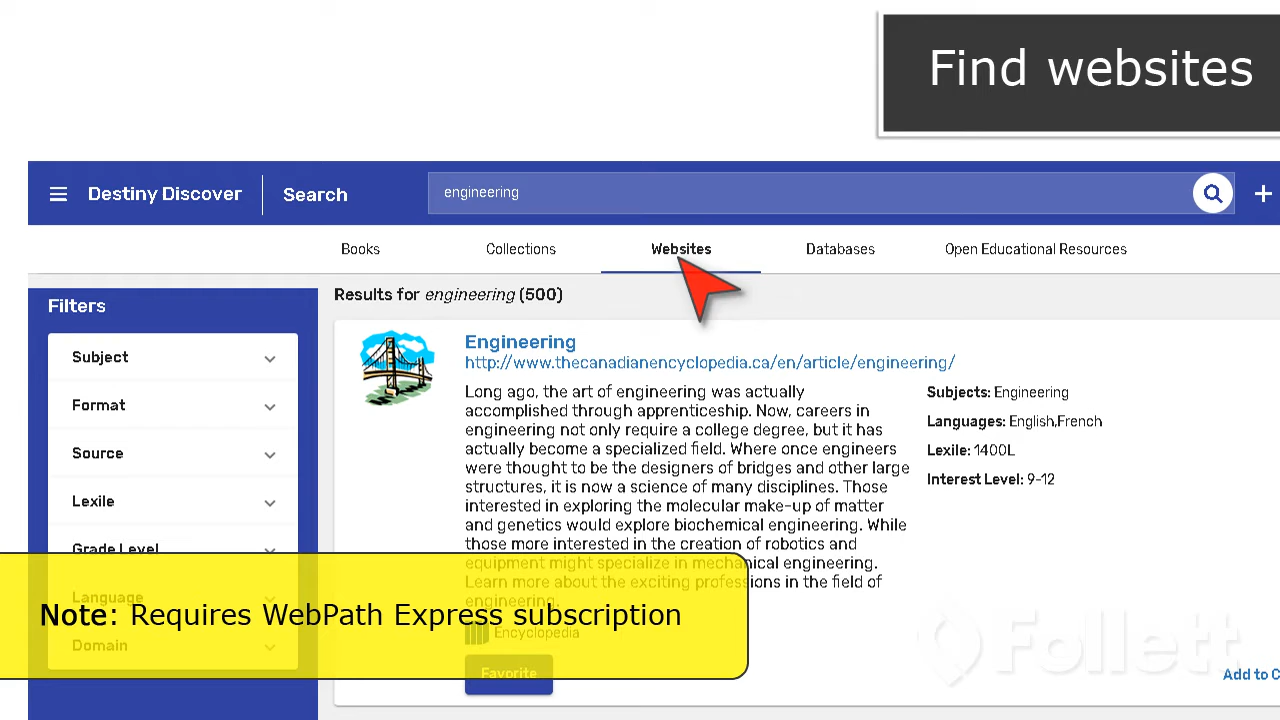 Find websites
Destiny Discover Search engineering
Books Collections Websites Databases Open Educational Resources
Filters
Subject
Format
Source
Lexile
Grade Level
Language
Domain
Results for engineering (500)
Engineering
http://www.thecanadianencyclopedia.ca/en/article/engineering/
Long ago, the art of engineering was actually
accomplished through apprenticeship. Now, careers in
engineering not only require a college degree, but it has
actually become a specialized field. Where once engineers
were thought to be the designers of bridges and other large
structures, it is now a science of many disciplines. Those
interested in exploring the molecular make-up of matter
and genetics would explore biochemical engineering. While
those more interested in the creation of robotics and
equipment might specialize in mechanical engineering.
Learn more about the exciting professions in the field of
engineering.
Encyclopedia
Favorite
Subjects: Engineering
Languages: English,French
Lexile: 1400L
Interest Level: 9-12
Add to C
Note: Requires WebPath Express subscription
Follett